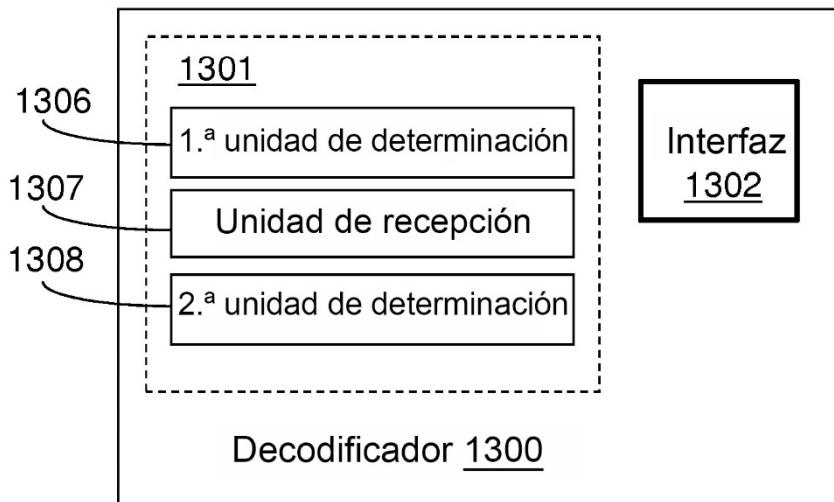 1301
1306
1.ª unidad de determinación
1307
Unidad de recepción
1308
2.ª unidad de determinación
Interfaz
1302
Decodificador 1300